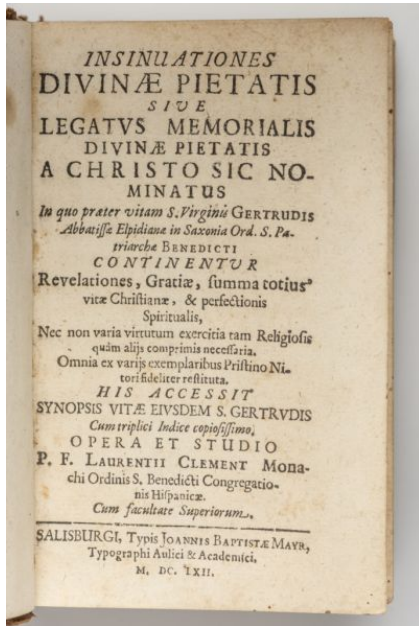 INSINUATIONES
DIVINÆ PIETATIS
SIVE
LEGATVS MEMORIALIS
DIVINÆ PIETATIS
A CHRISTO SIC NO-
MINATUS
In quo præter vitam S. Virginis GERTRUDIS
Abbatissæ Elpidianæ in Saxonia Ord. S. Pa-
triarchæ BENEDICTI
CONTINENTVR
Revelationes, Gratiæ, summa totius
vitæ Christianæ, & perfectionis
Spiritualis,
Nec non varia virtutum exercitia tam Religiosis
quàm alijs comprimis necessaria.
Omnia ex varijs exemplaribus Pristino Ni-
tori fideliter restituta.
HIS ACCESSIT
SYNOPSIS VITÆ EIVSDEM S. GERTRVDIS
Cum triplici Indice copiosissimo,
OPERA ET STUDIO
P. F. LAURENTII CLEMENT Mona-
chi Ordinis S. Benedicti Congregatio-
nis Hispanicæ.
Cum facultate Superiorum.
SALISBURGI, Typis JOANNIS BAPTISTÆ MAYR,
Typographi Aulici & Academici,
M. DC. LXII.